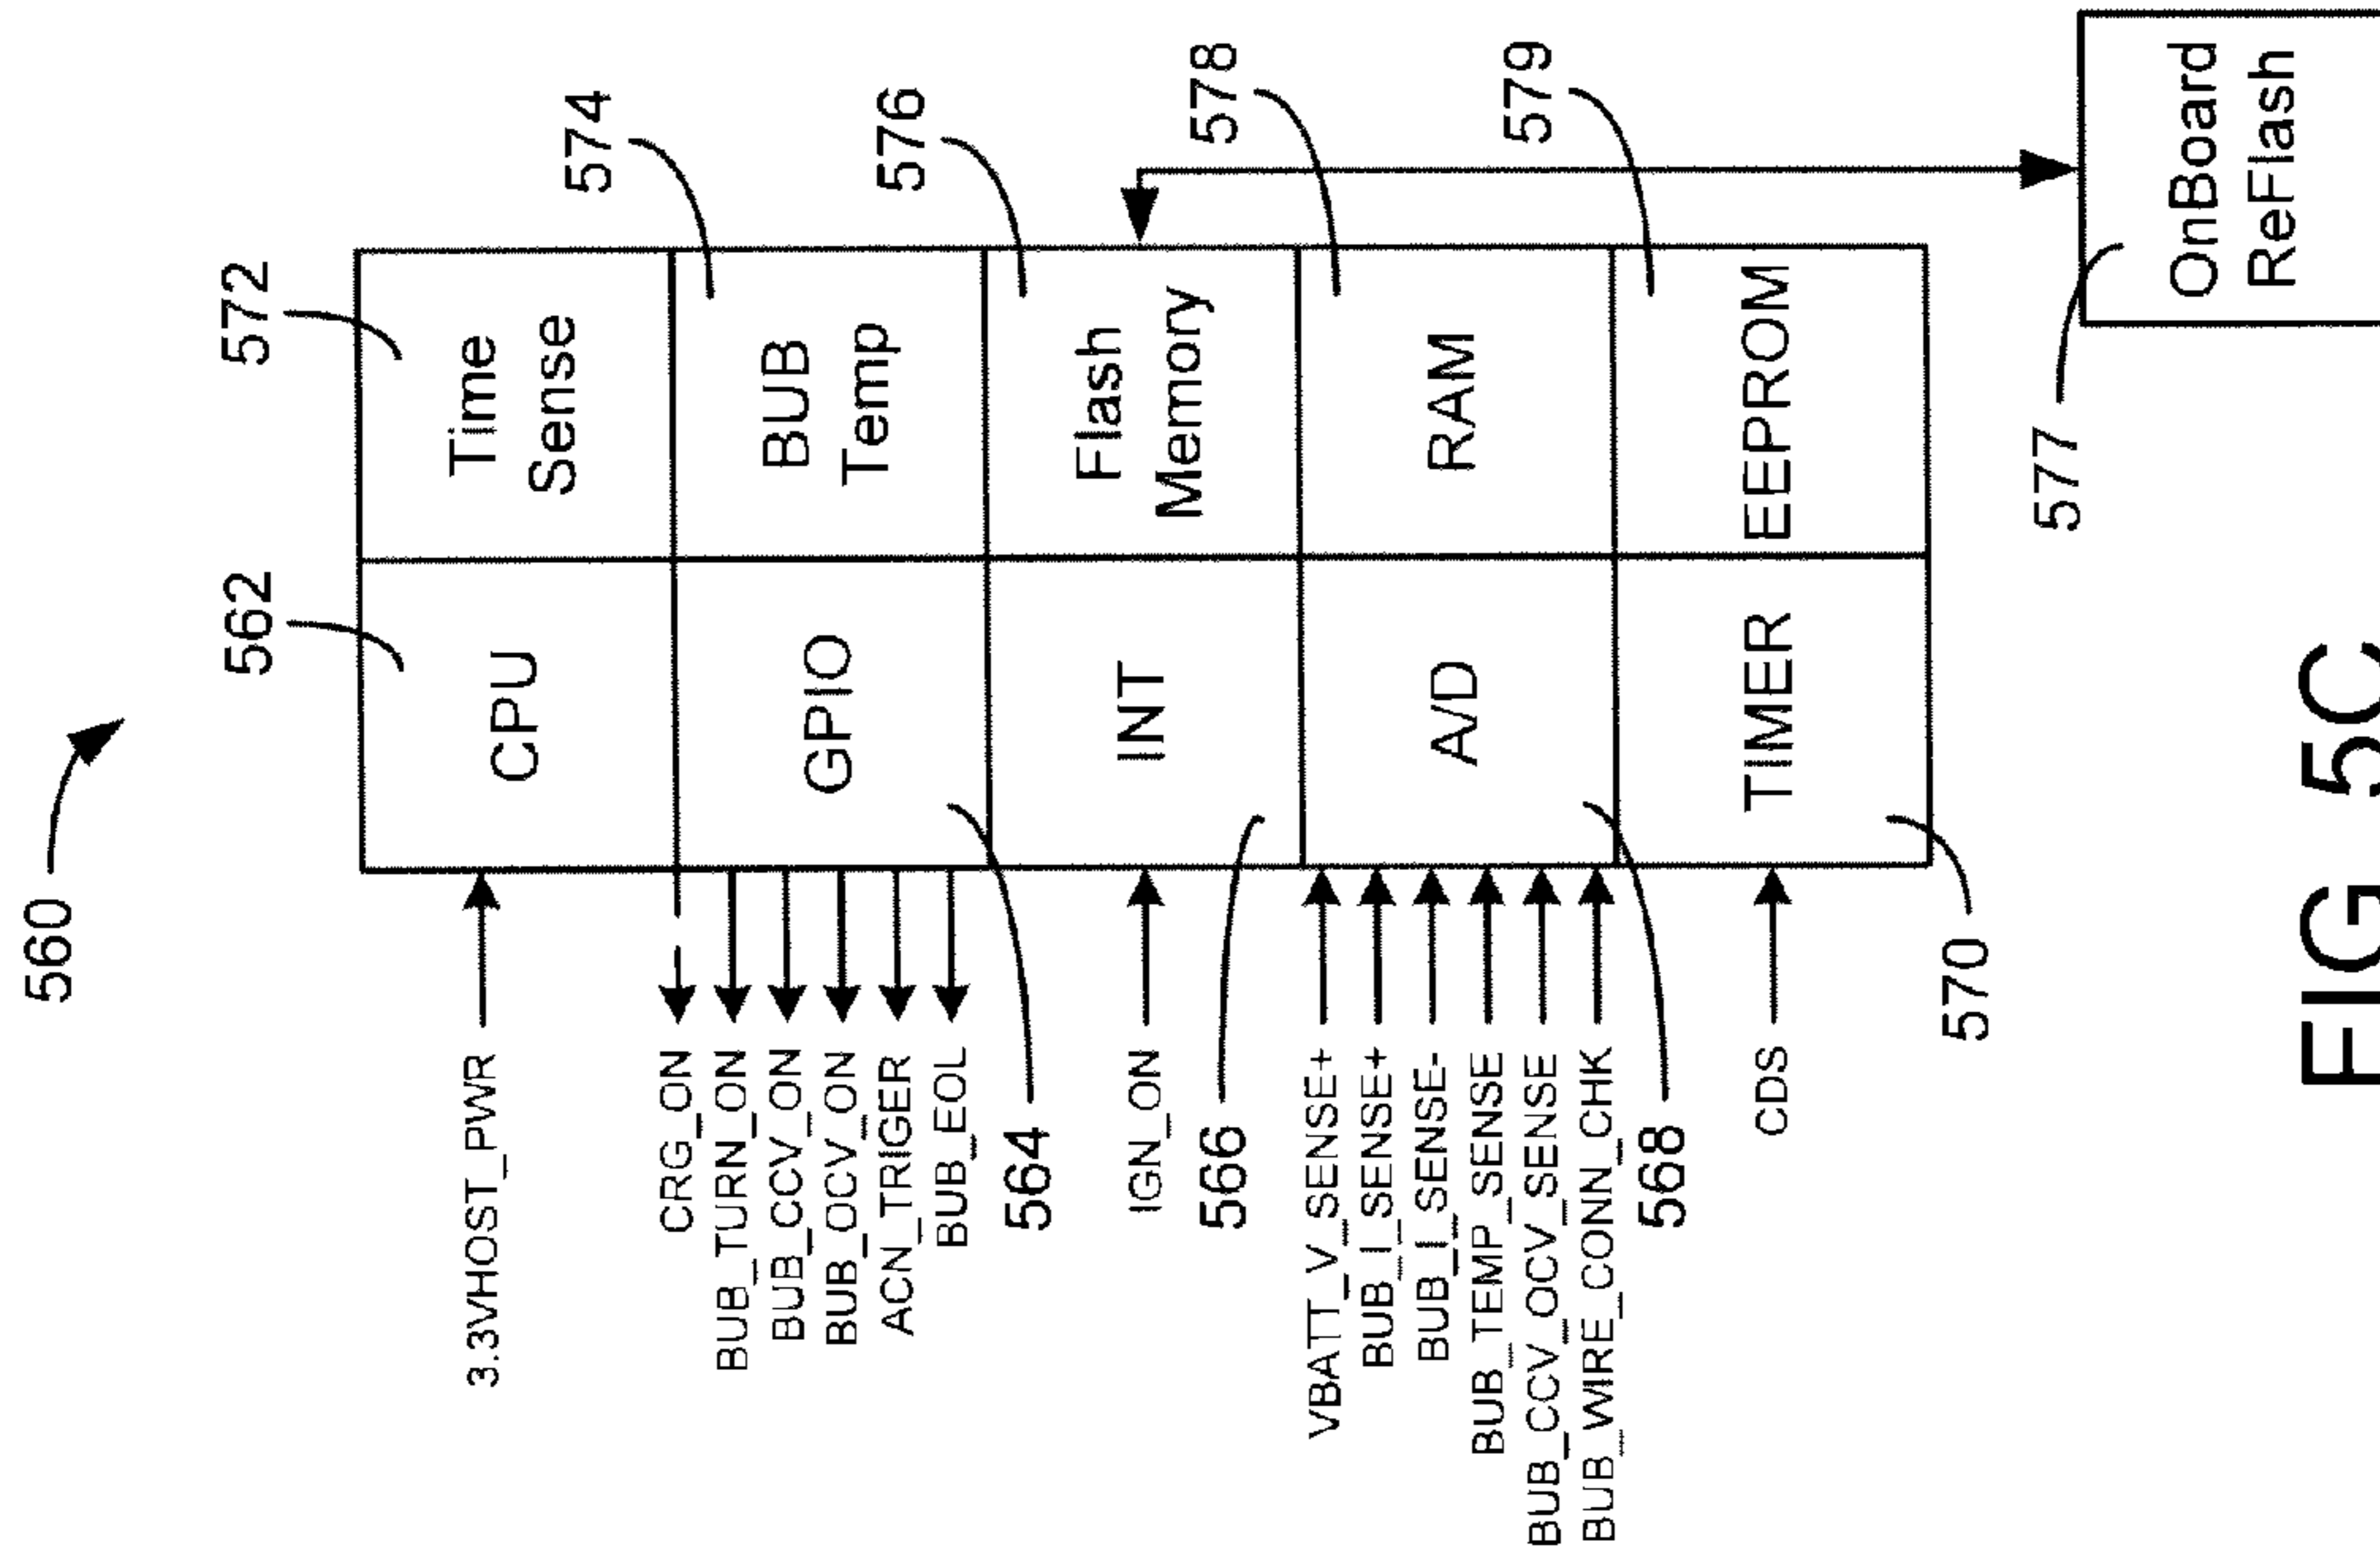 560
562
572
CPU
Time
Sense
574
GPIO
BUB
Temp
576
INT
Flash
Memory
578
A/D
RAM
579
TIMER
EEPROM
3.3VHOST_PWR
CRG_ON
BUB_TURN_ON
BUB_CCV_ON
BUB_OCV_ON
ACN_TRIGER
BUB_EOL
564
IGN_ON
566
VBATT_V_SENSE+
BUB_I_SENSE+
BUB_I_SENSE-
BUB_TEMP_SENSE
BUB_CCV_OCV_SENSE
BUB_WIRE_CONN_CHK
568
CDS
570
577
OnBoard
ReFlash
FIG 5C